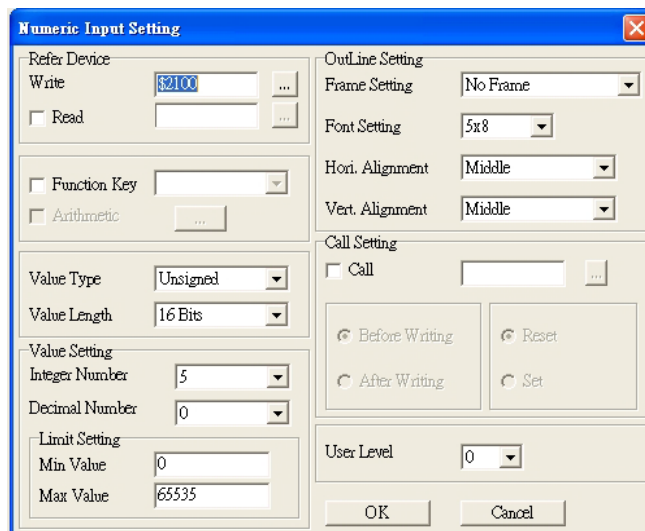 Numeric Input Setting
Refer Device
Write $2100 ...
Read ...
Function Key
Arithmetic ...
Value Type Unsigned
Value Length 16 Bits
Value Setting
Integer Number 5
Decimal Number 0
Limit Setting
Min Value 0
Max Value 65535
OutLine Setting
Frame Setting No Frame
Font Setting 5x8
Hori. Alignment Middle
Vert. Alignment Middle
Call Setting
Call ...
Before Writing
After Writing
Reset
Set
User Level 0
OK Cancel